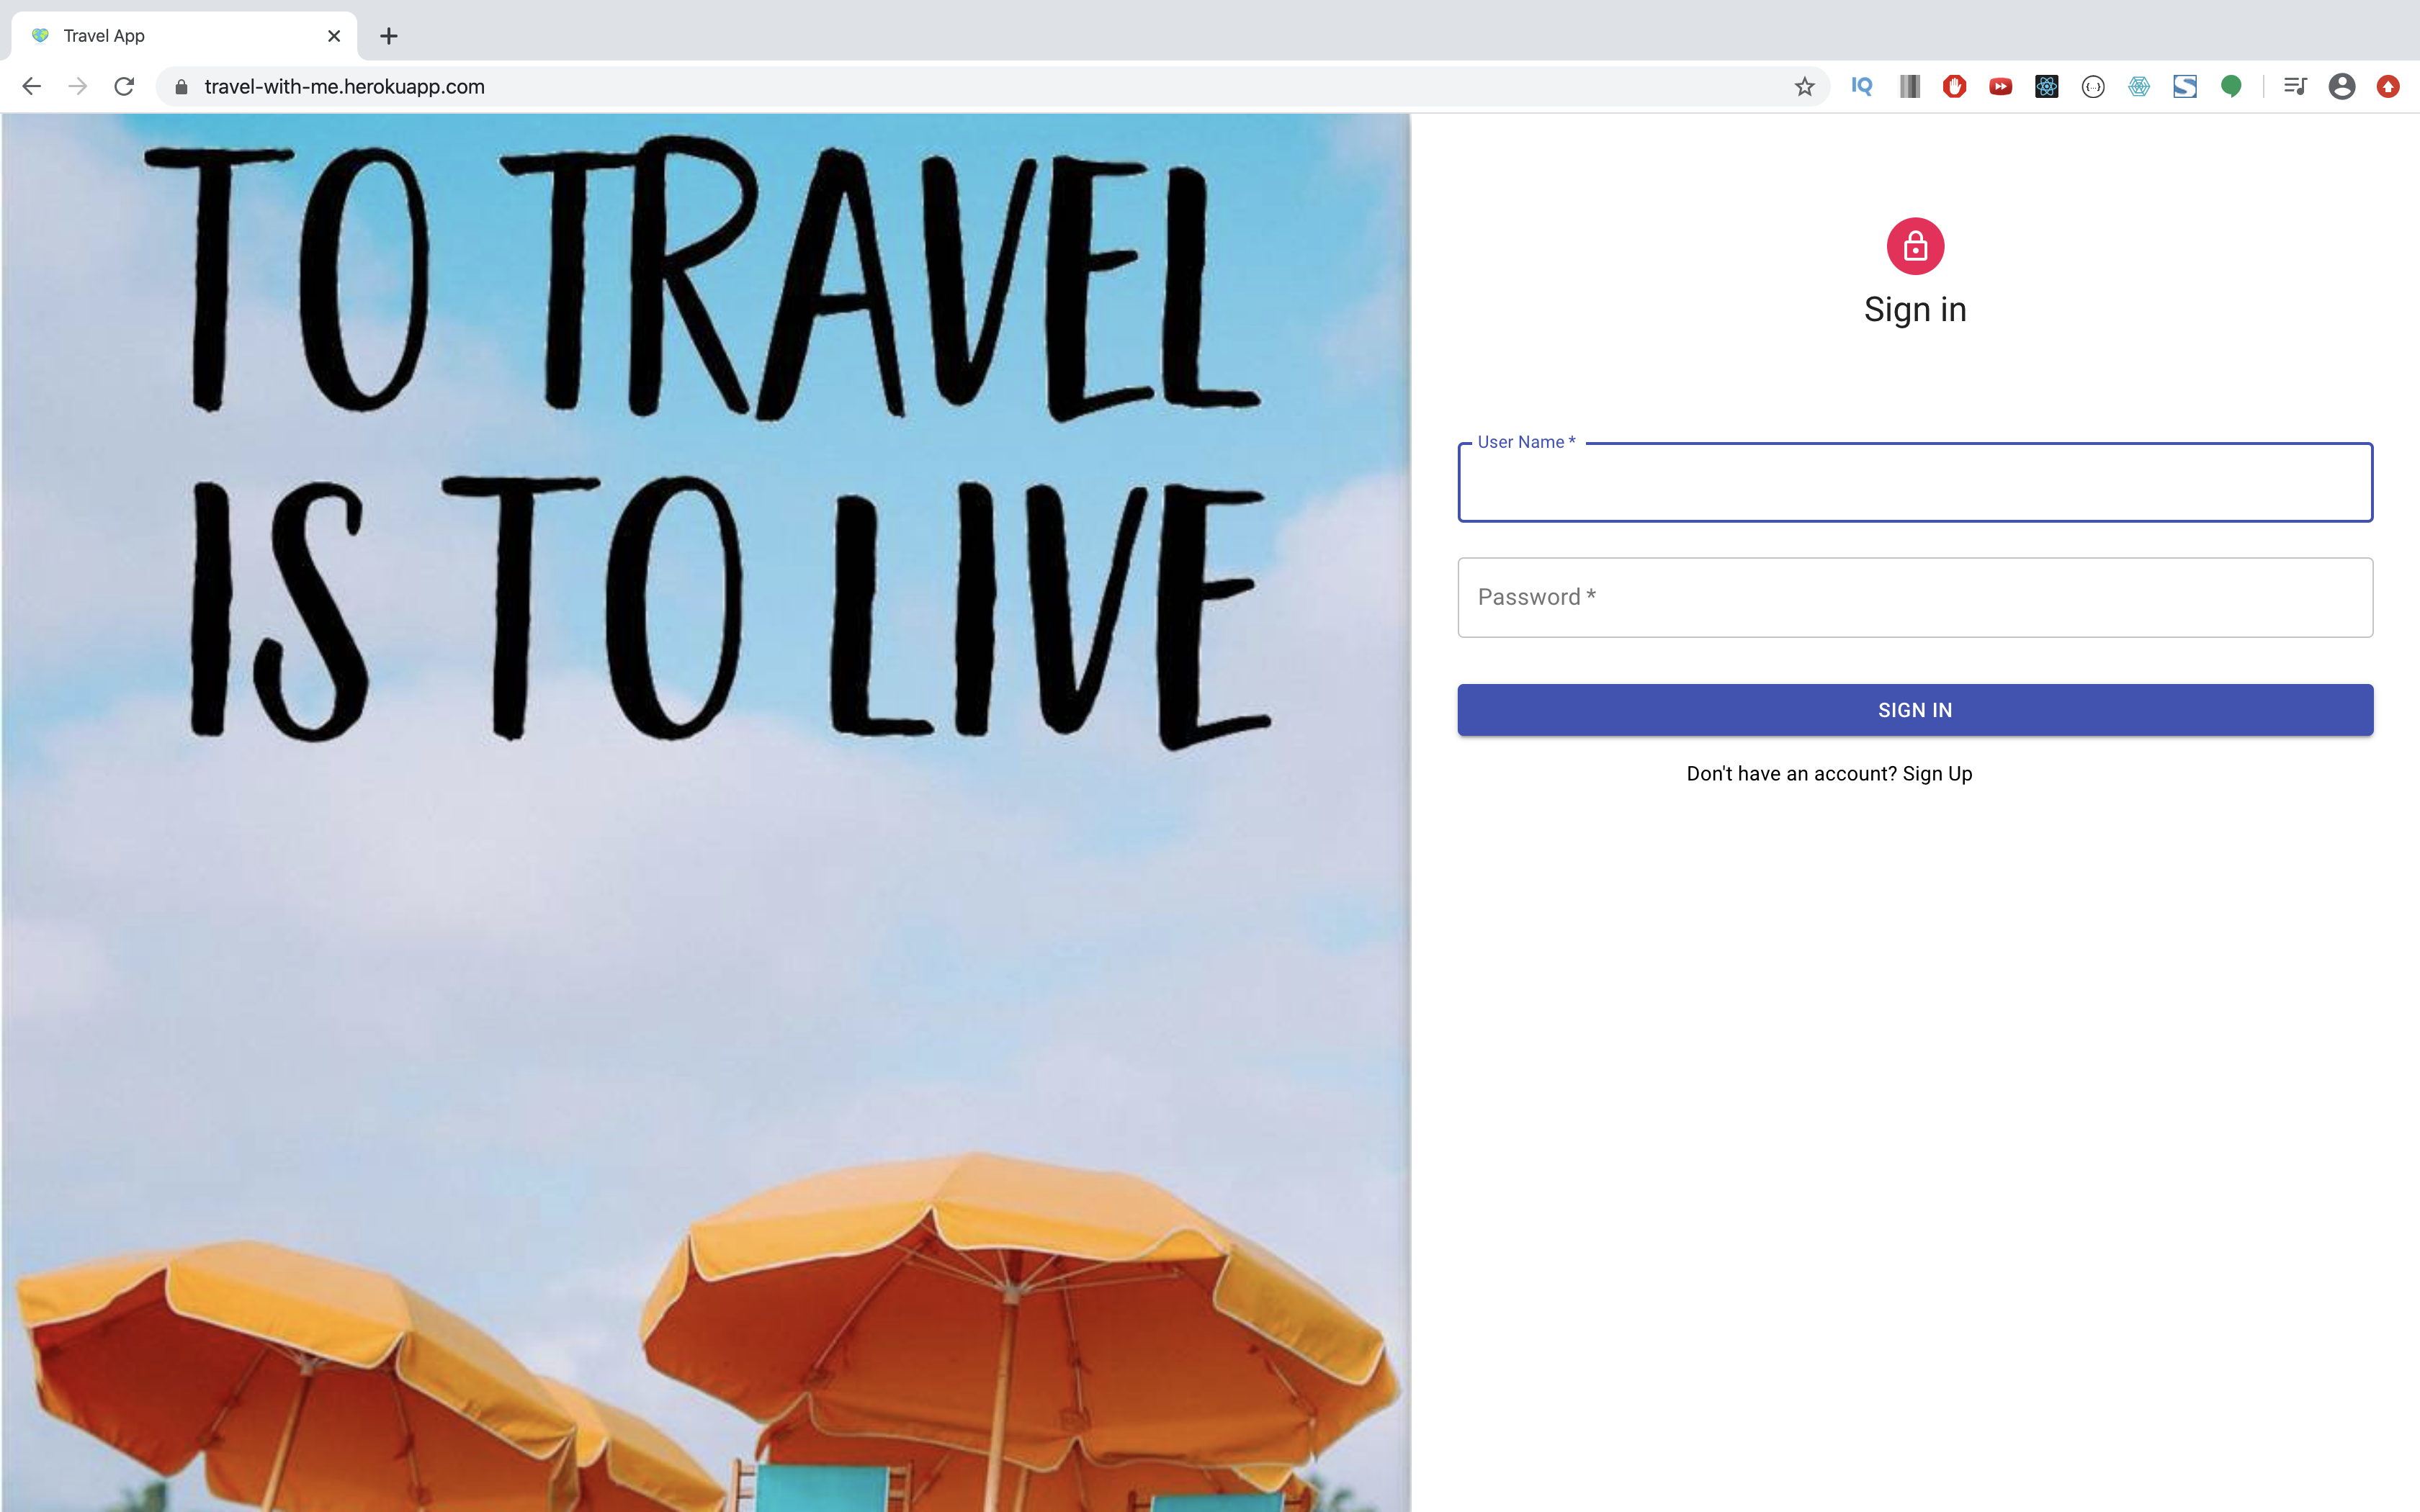 Travel App
travel-with-me.herokuapp.com
IQ
TO TRAVEL
IS TO LIVE
Sign in
User Name *
Password *
SIGN IN
Don't have an account? Sign Up